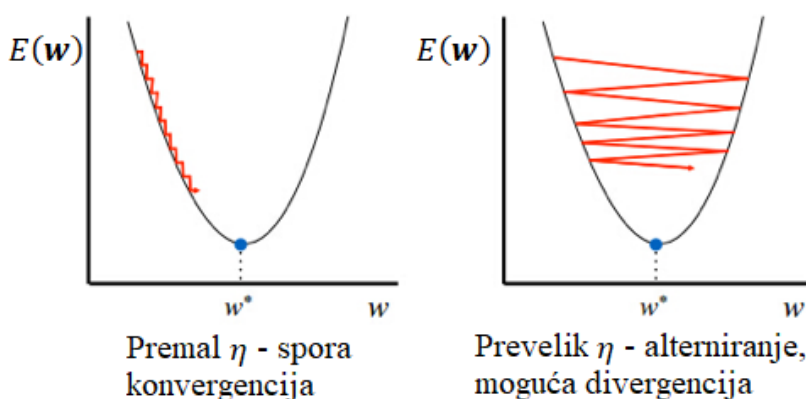 E(w)
w*
w
Premal η - spora
konvergencija
E(w)
w*
w
Prevelik η - alterniranje,
moguća divergencija